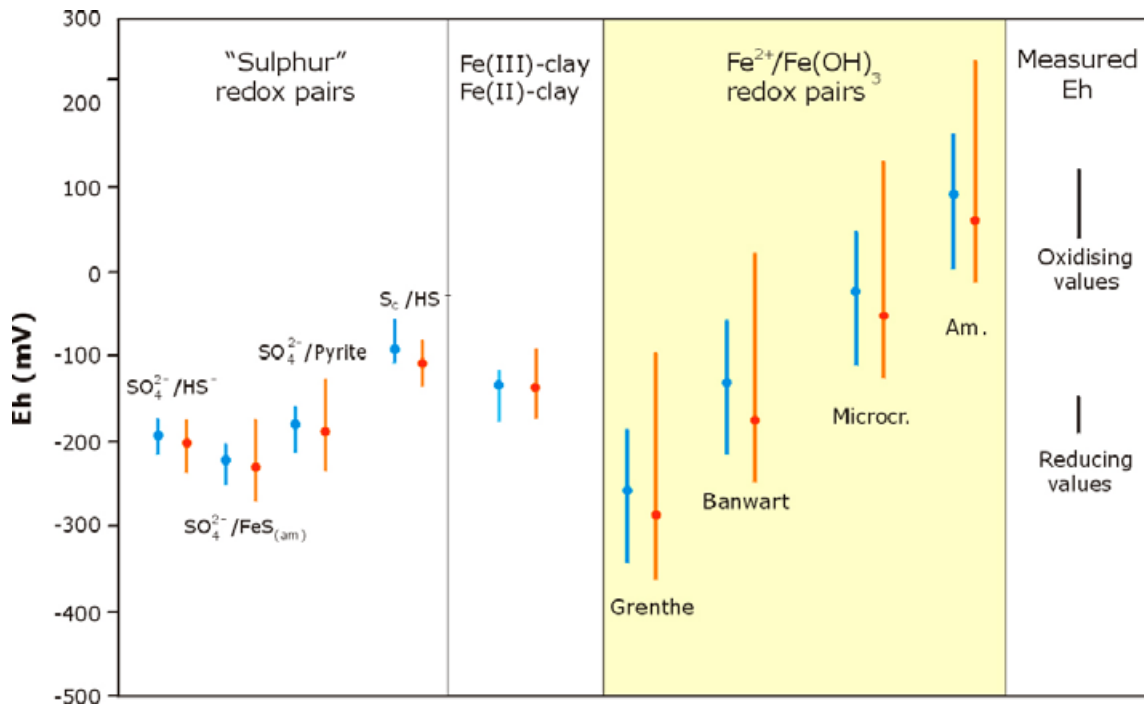 300
200
100
0
-100
-200
-300
-400
-500
Eh (mV)
“Sulphur”
redox pairs
SO₄²⁻/HS⁻
SO₄²⁻/FeS₍am₎
SO₄²⁻/Pyrite
S꜀/HS⁻
Fe(III)-clay
Fe(II)-clay
Fe²⁺/Fe(OH)₃
redox pairs
Grenthe
Banwart
Microcr.
Am.
Measured
Eh
Oxidising
values
Reducing
values